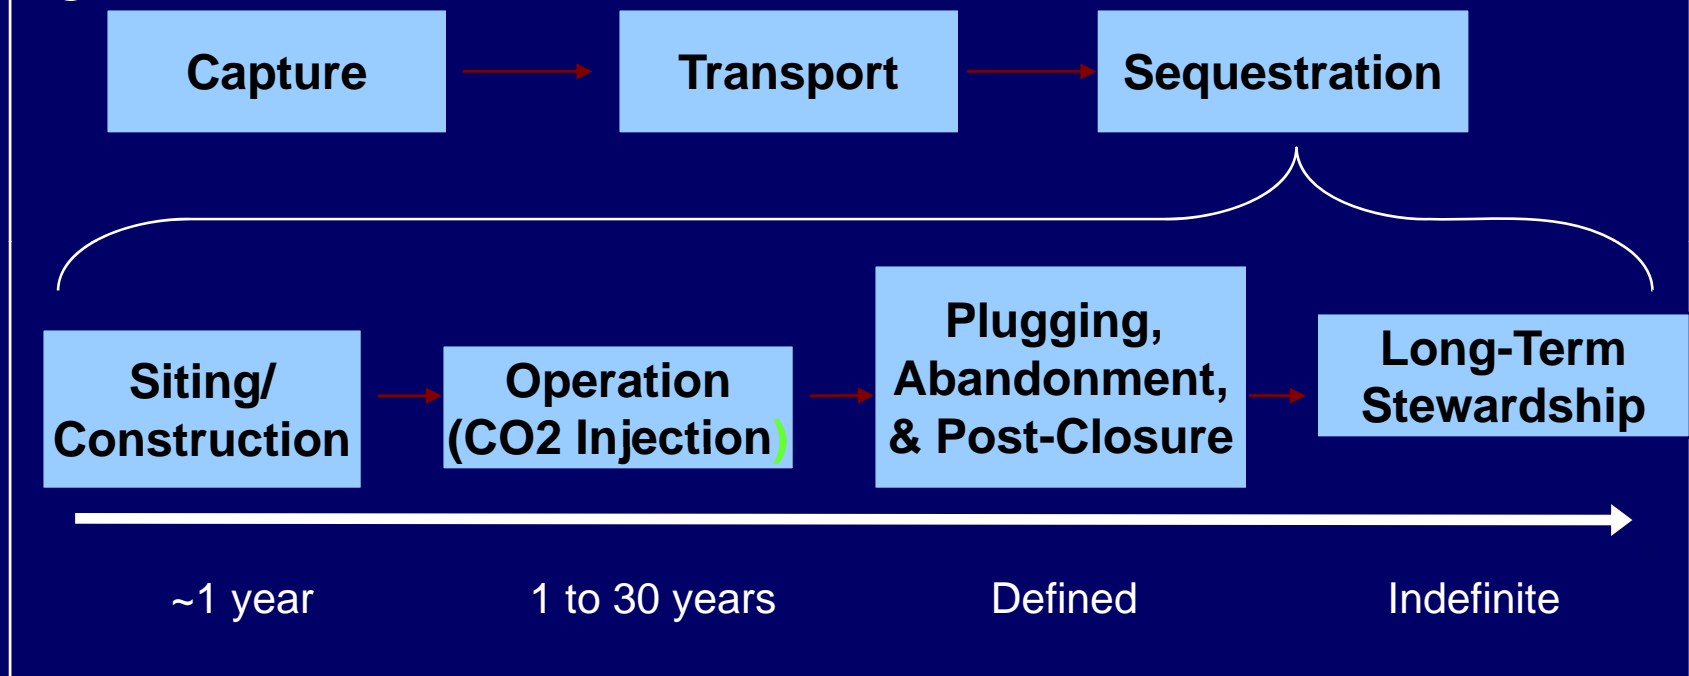 Capture
Transport
Sequestration
Siting/
Construction
Operation
(CO2 Injection)
Plugging,
Abandonment,
& Post-Closure
Long-Term
Stewardship
~1 year
1 to 30 years
Defined
Indefinite